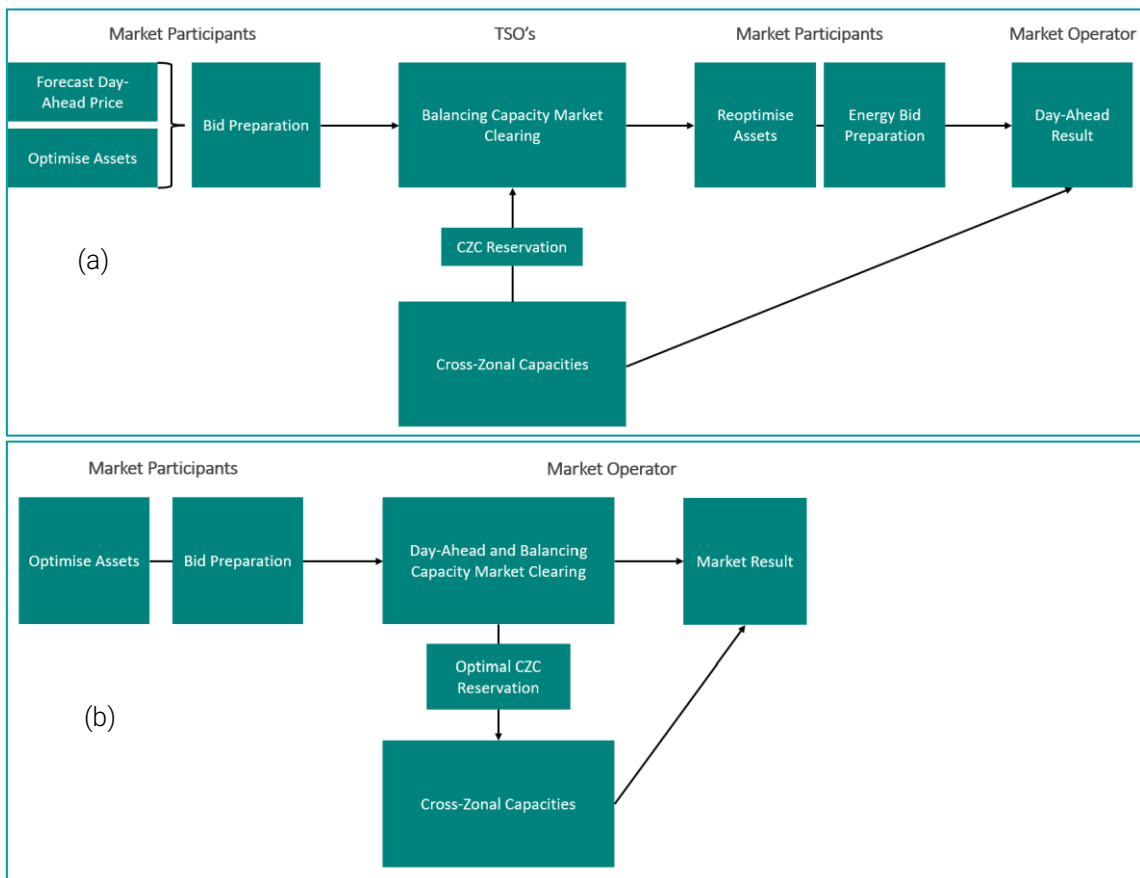 Market Participants
TSO's
Market Participants
Market Operator
Forecast Day-
Ahead Price
Optimise Assets
Bid Preparation
Balancing Capacity Market
Clearing
Reoptimise
Assets
Energy Bid
Preparation
Day-Ahead
Result
CZC Reservation
(a)
Cross-Zonal Capacities
Market Participants
Market Operator
Optimise Assets
Bid Preparation
Day-Ahead and Balancing
Capacity Market Clearing
Market Result
Optimal CZC
Reservation
(b)
Cross-Zonal Capacities